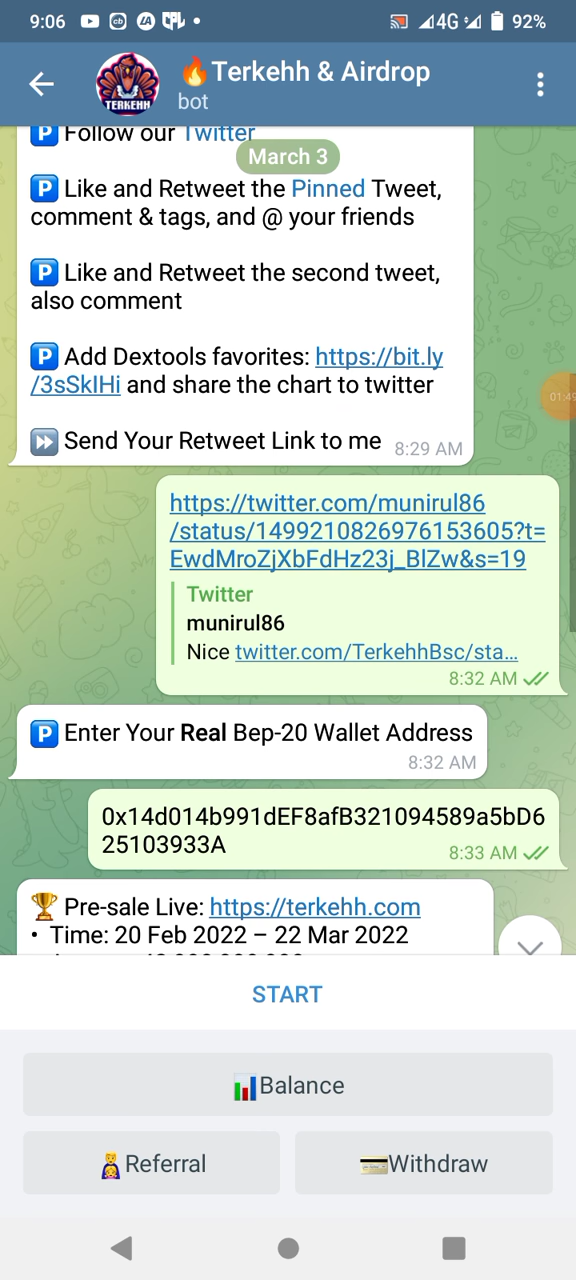 9:06 92%
4G
🔥Terkehh & Airdrop
TERKEHH
bot
🅿️ Follow our Twitter
March 3
🅿️ Like and Retweet the Pinned Tweet,
comment & tags, and @ your friends
🅿️ Like and Retweet the second tweet,
also comment
🅿️ Add Dextools favorites: https://bit.ly
/3sSkIHi and share the chart to twitter
01:49
⏩ Send Your Retweet Link to me 8:29 AM
https://twitter.com/munirul86
/status/1499210826976153605?t=
EwdMroZjXbFdHz23j_BlZw&s=19
Twitter
munirul86
Nice twitter.com/TerkehhBsc/sta...
8:32 AM
🅿️ Enter Your Real Bep-20 Wallet Address
8:32 AM
0x14d014b991dEF8afB321094589a5bD6
25103933A 8:33 AM
🏆 Pre-sale Live: https://terkehh.com
• Time: 20 Feb 2022 – 22 Mar 2022
START
📊Balance
Referral
💳Withdraw